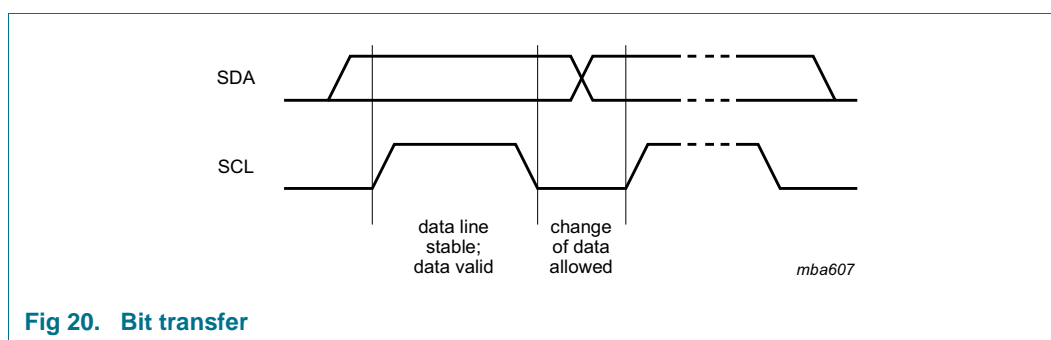 SDA
SCL
data line
stable;
data valid
change
of data
allowed
mba607
Fig 20. Bit transfer